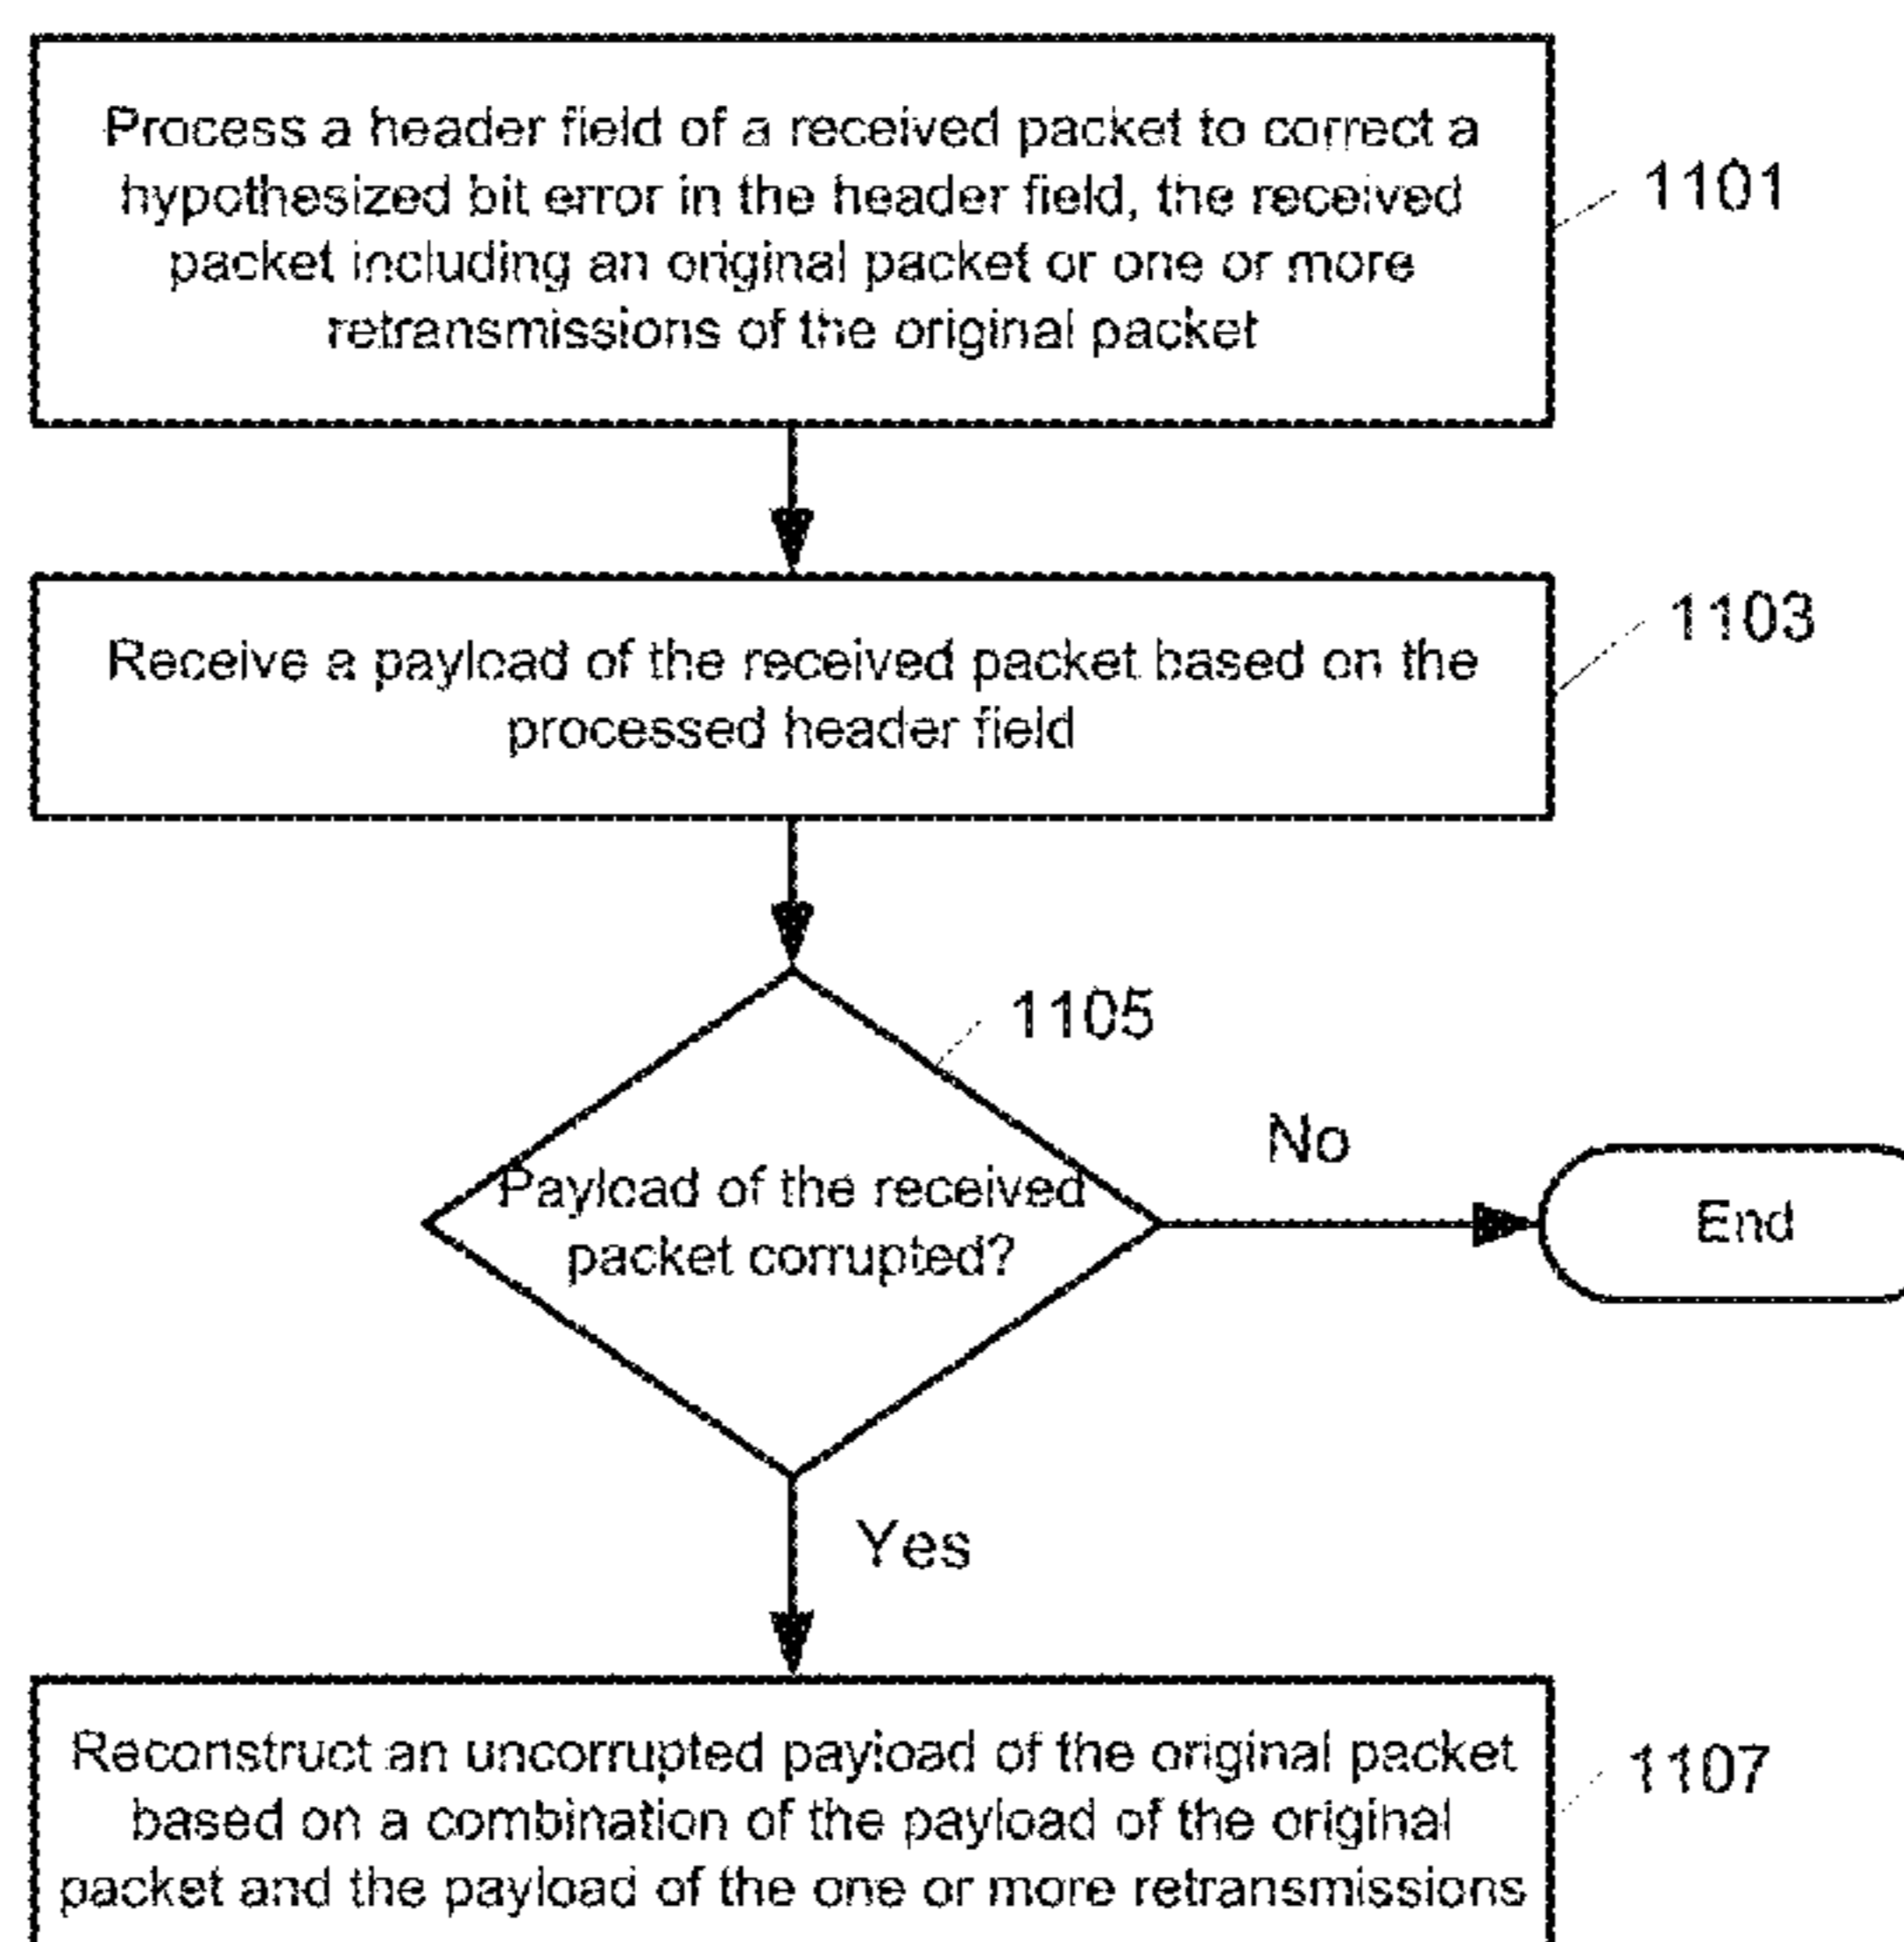 Process a header field of a received packet to correct a
hypothesized bit error in the header field, the received
packet including an original packet or one or more
retransmissions of the original packet
1101
Receive a payload of the received packet based on the
processed header field
1103
1105
Payload of the received
packet corrupted?
No
End
Yes
Reconstruct an uncorrupted payload of the original packet
based on a combination of the payload of the original
packet and the payload of the one or more retransmissions
1107